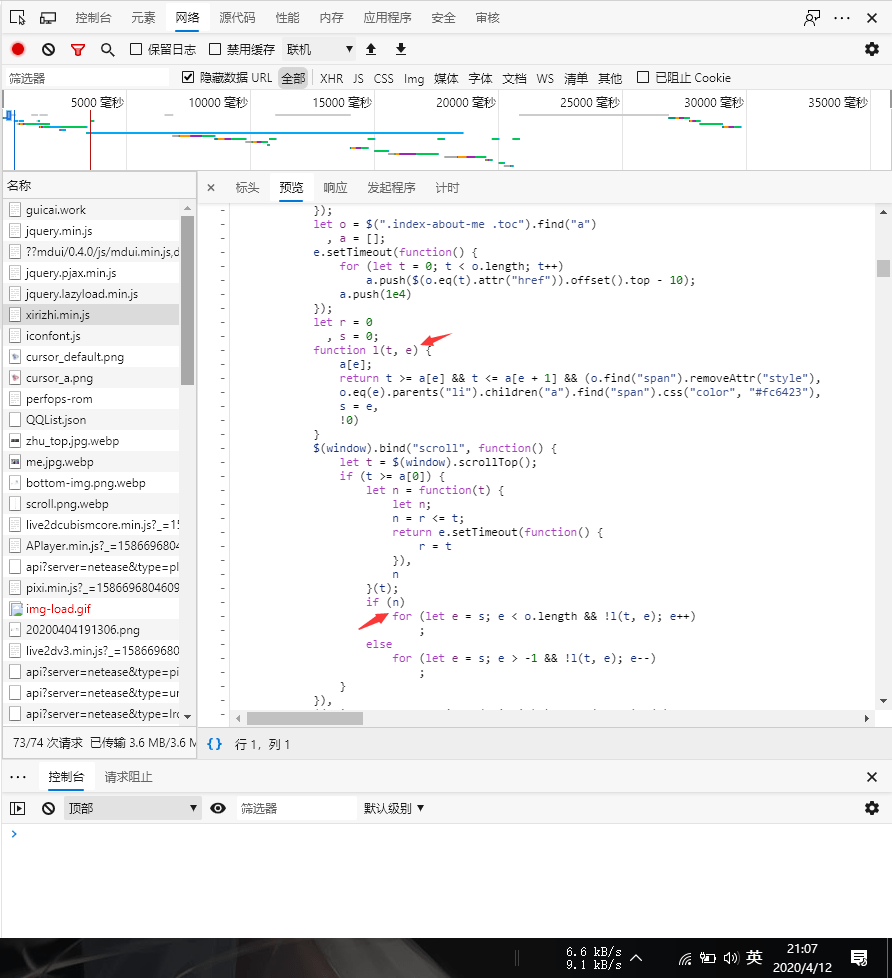 控制台 元素 网络 源代码 性能 内存 应用程序 安全 审核
保留日志 禁用缓存 联机
筛选器 隐藏数据 URL 全部 XHR JS CSS Img 媒体 字体 文档 WS 清单 其他 已阻止 Cookie
5000 毫秒 10000 毫秒 15000 毫秒 20000 毫秒 25000 毫秒 30000 毫秒 35000 毫秒
名称
guicai.work
jquery.min.js
??mdui/0.4.0/js/mdui.min.js,d
jquery.pjax.min.js
jquery.lazyload.min.js
xirizhi.min.js
iconfont.js
cursor_default.png
cursor_a.png
perfops-rom
QQList.json
zhu_top.jpg.webp
me.jpg.webp
bottom-img.png.webp
scroll.png.webp
live2dcubismcore.min.js?_=15
APlayer.min.js?_=1586696804
api?server=netease&type=pl
pixi.min.js?_=1586696804609
img-load.gif
20200404191306.png
live2dv3.min.js?_=15866968
api?server=netease&type=pi
api?server=netease&type=ur
api?server=netease&type=lrc
73/74 次请求 已传输 3.6 MB/3.6 M
× 标头 预览 响应 发起程序 计时
});
let o = $(".index-about-me .toc").find("a")
, a = [];
e.setTimeout(function() {
for (let t = 0; t < o.length; t++)
a.push($(o.eq(t).attr("href")).offset().top - 10);
a.push(1e4)
});
let r = 0
, s = 0;
function l(t, e) {
a[e];
return t >= a[e] && t <= a[e + 1] && (o.find("span").removeAttr("style"),
o.eq(e).parents("li").children("a").find("span").css("color", "#fc6423"),
s = e,
!0)
}
$(window).bind("scroll", function() {
let t = $(window).scrollTop();
if (t >= a[0]) {
let n = function(t) {
let n;
n = r <= t;
return e.setTimeout(function() {
r = t
}),
n
}(t);
if (n)
for (let e = s; e < o.length && !l(t, e); e++)
;
else
for (let e = s; e > -1 && !l(t, e); e--)
;
}
}),
{} 行 1，列 1
控制台 请求阻止
顶部 筛选器 默认级别
6.6 kB/s
9.1 kB/s
英
21:07
2020/4/12